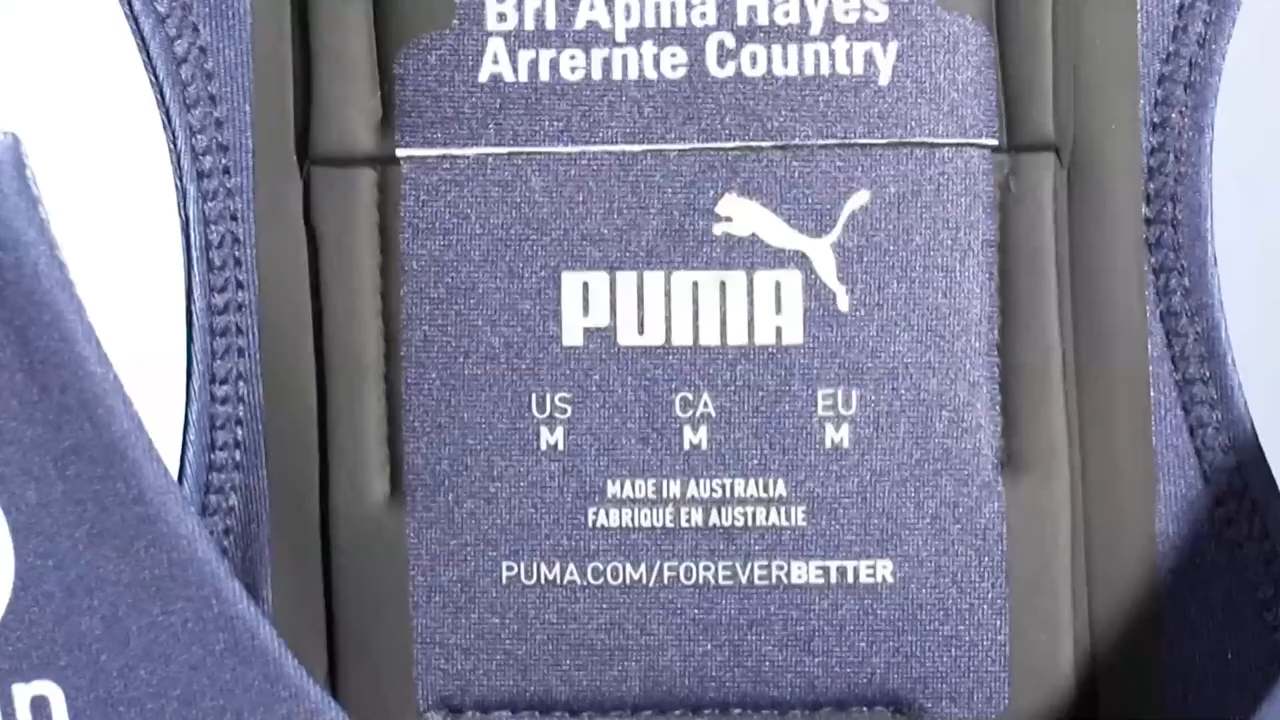 Bri Apma Hayes
Arrernte Country
PUMA
US CA EU
M M M
MADE IN AUSTRALIA
FABRIQUÉ EN AUSTRALIE
PUMA.COM/FOREVERBETTER